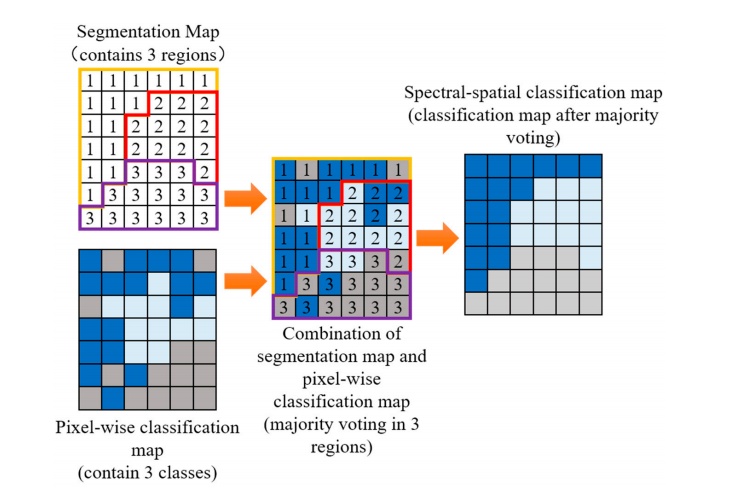 Segmentation Map
（contains 3 regions)
1 1 1 1 1 1
1 1 1 2 2 2
1 1 2 2 2 2
1 1 2 2 2 2
1 1 3 3 3 2
1 3 3 3 3 3
3 3 3 3 3 3
Pixel-wise classification
map
(contain 3 classes)
1 1 1 1 1 1
1 1 1 2 2 2
1 1 2 2 2 2
1 1 2 2 2 2
1 1 3 3 3 2
1 3 3 3 3 3
3 3 3 3 3 3
Combination of
segmentation map and
pixel-wise
classification map
(majority voting in 3
regions)
Spectral-spatial classification map
(classification map after majority
voting)